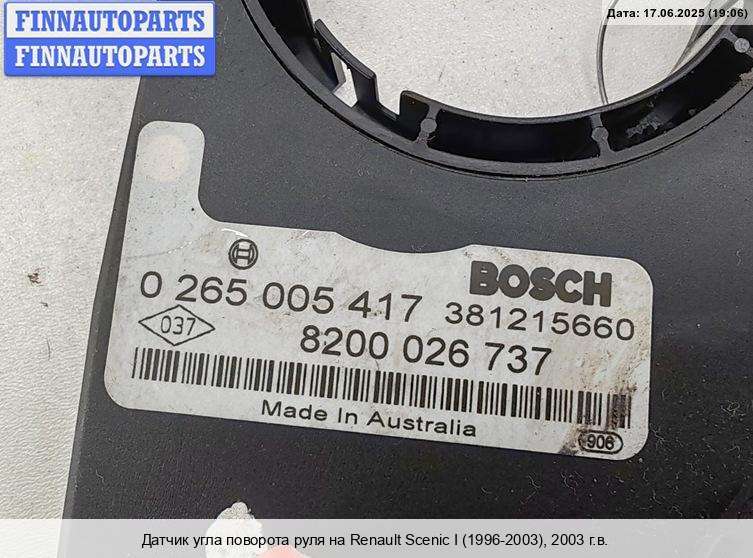 FINNAUTOPARTS
FINNAUTOPARTS
Дата: 17.06.2025 (19:06)
BOSCH
0 265 005 417 381215660
037
8200 026 737
Made In Australia
906
Датчик угла поворота руля на Renault Scenic I (1996-2003), 2003 г.в.